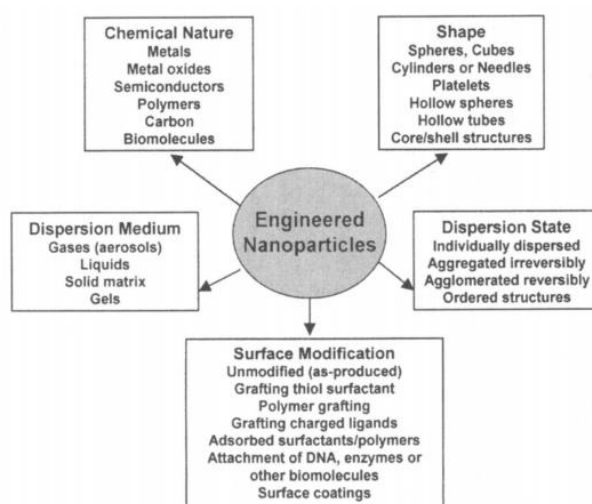 Chemical Nature
Metals
Metal oxides
Semiconductors
Polymers
Carbon
Biomolecules
Shape
Spheres, Cubes
Cylinders or Needles
Platelets
Hollow spheres
Hollow tubes
Core/shell structures
Engineered
Nanoparticles
Dispersion Medium
Gases (aerosols)
Liquids
Solid matrix
Gels
Dispersion State
Individually dispersed
Aggregated irreversibly
Agglomerated reversibly
Ordered structures
Surface Modification
Unmodified (as-produced)
Grafting thiol surfactant
Polymer grafting
Grafting charged ligands
Adsorbed surfactants/polymers
Attachment of DNA, enzymes or
other biomolecules
Surface coatings